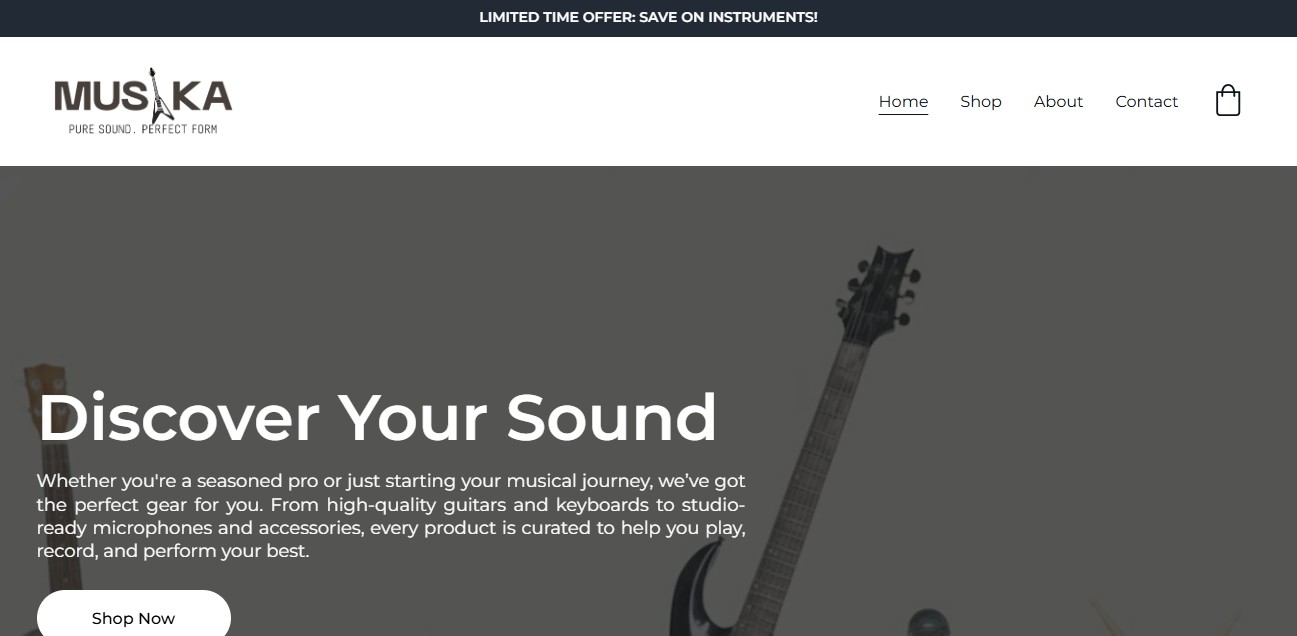 LIMITED TIME OFFER: SAVE ON INSTRUMENTS!
MUSIKA
PURE SOUND. PERFECT FORM
Home Shop About Contact
Discover Your Sound
Whether you're a seasoned pro or just starting your musical journey, we’ve got
the perfect gear for you. From high-quality guitars and keyboards to studio-
ready microphones and accessories, every product is curated to help you play,
record, and perform your best.
Shop Now